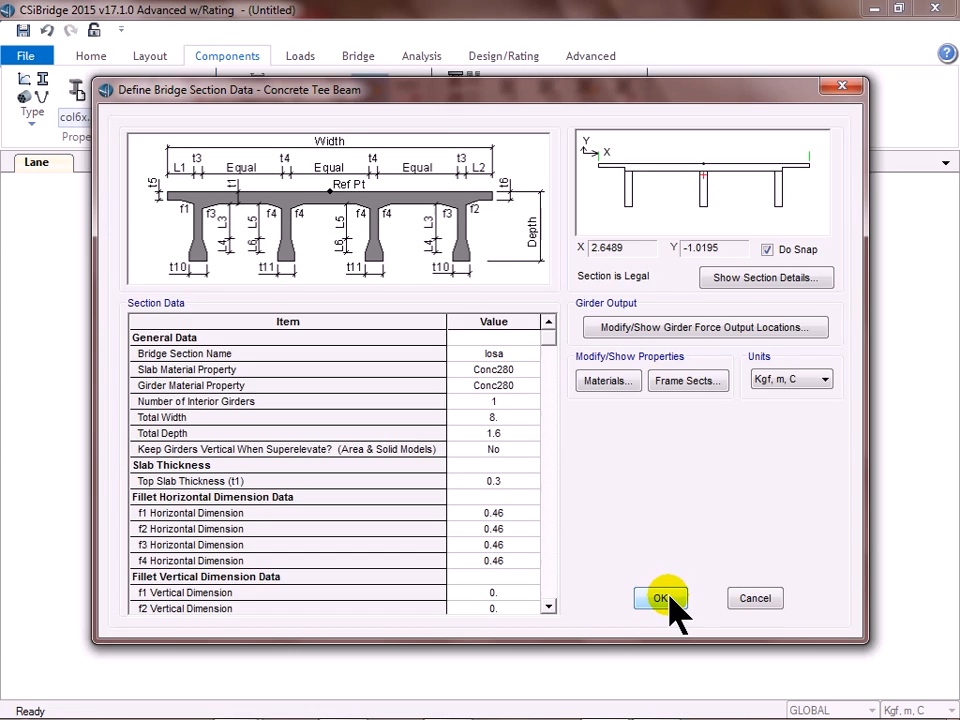 CSiBridge 2015 v17.1.0 Advanced w/Rating - (Untitled)
File Home Layout Components Loads Bridge Analysis Design/Rating Advanced
Type
col6x.
Prope
Lane
Define Bridge Section Data - Concrete Tee Beam
Width
L1 t3 Equal t4 Equal t4 Equal t3 L2
t5 t1 Ref Pt t6
f1 f3 f4 f4 f4 f4 f3 f2
L3 L5 L5 L3 Depth
L4 L6 L6 L4
t10 t11 t11 t10
Y
X
X 2.6489 Y -1.0195 Do Snap
Section is Legal Show Section Details...
Section Data
Item Value
General Data
Bridge Section Name losa
Slab Material Property Conc280
Girder Material Property Conc280
Number of Interior Girders 1
Total Width 8.
Total Depth 1.6
Keep Girders Vertical When Superelevate? (Area & Solid Models) No
Slab Thickness
Top Slab Thickness (t1) 0.3
Fillet Horizontal Dimension Data
f1 Horizontal Dimension 0.46
f2 Horizontal Dimension 0.46
f3 Horizontal Dimension 0.46
f4 Horizontal Dimension 0.46
Fillet Vertical Dimension Data
f1 Vertical Dimension 0.
f2 Vertical Dimension 0.
Girder Output
Modify/Show Girder Force Output Locations...
Modify/Show Properties Units
Materials... Frame Sects... Kgf, m, C
OK Cancel
Ready GLOBAL Kgf, m, C